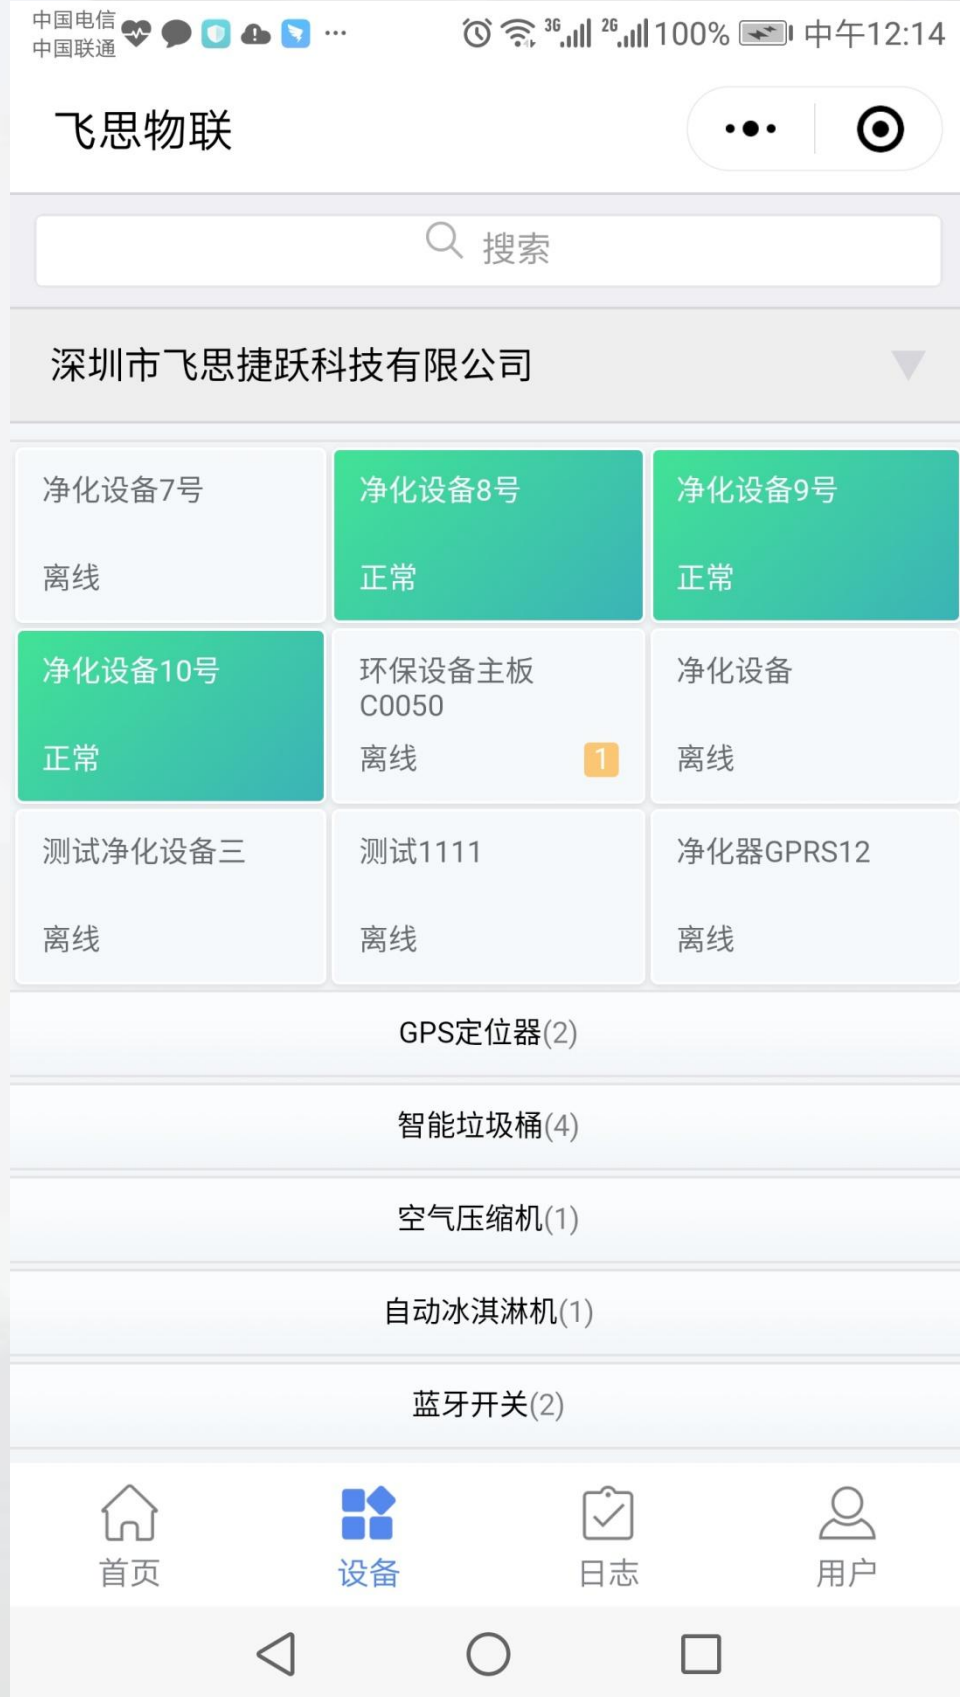 中国电信
中国联通
3G 2G 100% 中午12:14
飞思物联
搜索
深圳市飞思捷跃科技有限公司
净化设备7号
离线
净化设备8号
正常
净化设备9号
正常
净化设备10号
正常
环保设备主板
C0050
离线
1
净化设备
离线
测试净化设备三
离线
测试1111
离线
净化器GPRS12
离线
GPS定位器(2)
智能垃圾桶(4)
空气压缩机(1)
自动冰淇淋机(1)
蓝牙开关(2)
首页
设备
日志
用户